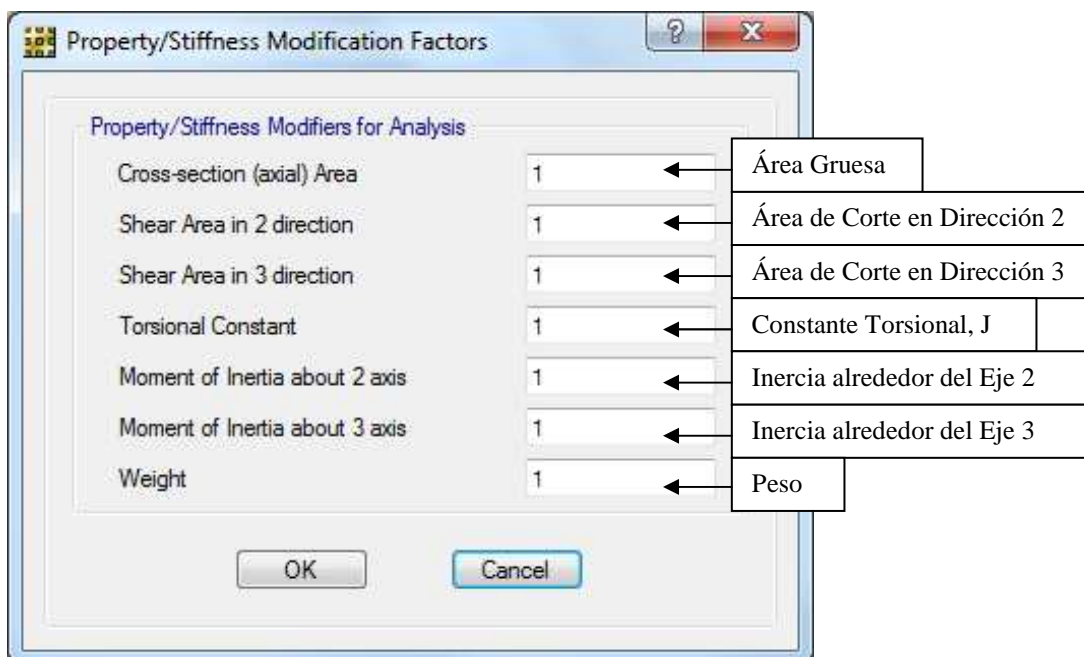 Property/Stiffness Modification Factors
Property/Stiffness Modifiers for Analysis
Cross-section (axial) Area 1 Área Gruesa
Shear Area in 2 direction 1 Área de Corte en Dirección 2
Shear Area in 3 direction 1 Área de Corte en Dirección 3
Torsional Constant 1 Constante Torsional, J
Moment of Inertia about 2 axis 1 Inercia alrededor del Eje 2
Moment of Inertia about 3 axis 1 Inercia alrededor del Eje 3
Weight 1 Peso
OK Cancel